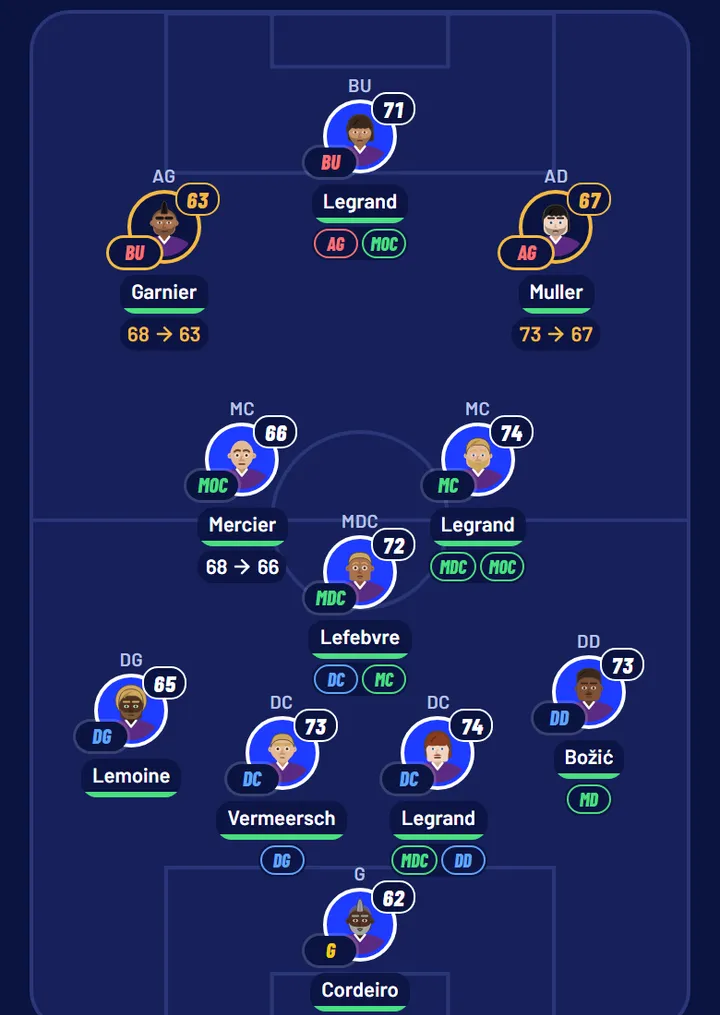 BU
71
BU
Legrand
AG MOC
AG
63
BU
Garnier
68 → 63
AD
67
AG
Muller
73 → 67
MC
66
MOC
Mercier
68 → 66
MC
74
MC
Legrand
MDC MOC
MDC
72
MDC
Lefebvre
DC MC
DG
65
DG
Lemoine
DC
73
DC
Vermeersch
DG
DC
74
DC
Legrand
MDC DD
DD
73
DD
Božić
MD
G
62
G
Cordeiro